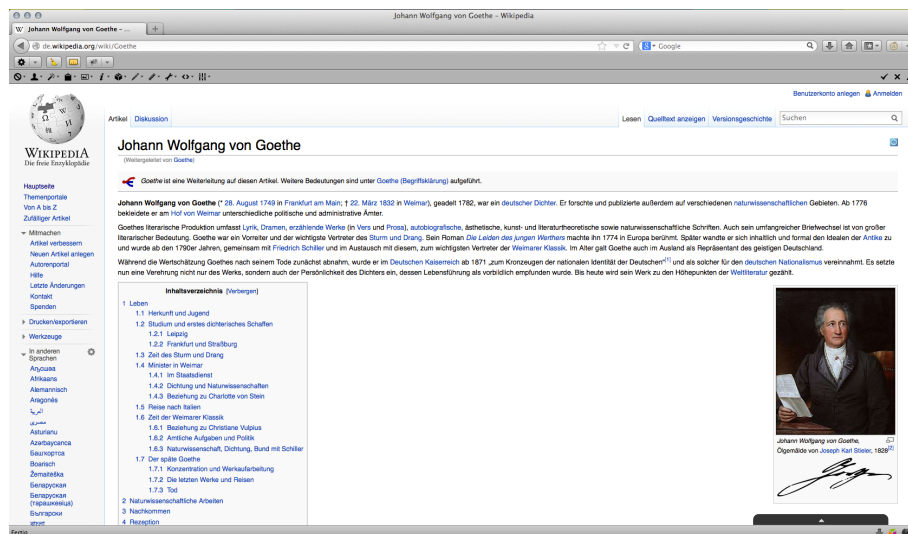 Johann Wolfgang von Goethe – Wikipedia
W Johann Wolfgang von Goethe – ...
de.wikipedia.org/wiki/Goethe
Google
Benutzerkonto anlegen Anmelden
Artikel Diskussion
Lesen Quelltext anzeigen Versionsgeschichte Suchen
WIKIPEDIA
Die freie Enzyklopädie
Hauptseite
Themenportale
Von A bis Z
Zufälliger Artikel
Mitmachen
Artikel verbessern
Neuen Artikel anlegen
Autorenportal
Hilfe
Letzte Änderungen
Kontakt
Spenden
Drucken/exportieren
Werkzeuge
In anderen
Sprachen
Аҧсшәа
Afrikaans
Alemannisch
Aragonés
العربية
مصرى
Asturianu
Azərbaycanca
Башҡортса
Boarisch
Žemaitėška
Беларуская
Беларуская
(тарашкевіца)
Български
Johann Wolfgang von Goethe
(Weitergeleitet von Goethe)
Goethe ist eine Weiterleitung auf diesen Artikel. Weitere Bedeutungen sind unter Goethe (Begriffsklärung) aufgeführt.
Johann Wolfgang von Goethe (* 28. August 1749 in Frankfurt am Main; † 22. März 1832 in Weimar), geadelt 1782, war ein deutscher Dichter. Er forschte und publizierte außerdem auf verschiedenen naturwissenschaftlichen Gebieten. Ab 1776
bekleidete er am Hof von Weimar unterschiedliche politische und administrative Ämter.
Goethes literarische Produktion umfasst Lyrik, Dramen, erzählende Werke (in Vers und Prosa), autobiografische, ästhetische, kunst- und literaturtheoretische sowie naturwissenschaftliche Schriften. Auch sein umfangreicher Briefwechsel ist von großer
literarischer Bedeutung. Goethe war ein Vorreiter und der wichtigste Vertreter des Sturm und Drang. Sein Roman Die Leiden des jungen Werthers machte ihn 1774 in Europa berühmt. Später wandte er sich inhaltlich und formal den Idealen der Antike zu
und wurde ab den 1790er Jahren, gemeinsam mit Friedrich Schiller und im Austausch mit diesem, zum wichtigsten Vertreter der Weimarer Klassik. Im Alter galt Goethe auch im Ausland als Repräsentant des geistigen Deutschland.
Während die Wertschätzung Goethes nach seinem Tode zunächst abnahm, wurde er im Deutschen Kaiserreich ab 1871 „zum Kronzeugen der nationalen Identität der Deutschen“[1] und als solcher für den deutschen Nationalismus vereinnahmt. Es setzte
nun eine Verehrung nicht nur des Werks, sondern auch der Persönlichkeit des Dichters ein, dessen Lebensführung als vorbildlich empfunden wurde. Bis heute wird sein Werk zu den Höhepunkten der Weltliteratur gezählt.
Inhaltsverzeichnis [Verbergen]
1 Leben
1.1 Herkunft und Jugend
1.2 Studium und erstes dichterisches Schaffen
1.2.1 Leipzig
1.2.2 Frankfurt und Straßburg
1.3 Zeit des Sturm und Drang
1.4 Minister in Weimar
1.4.1 Im Staatsdienst
1.4.2 Dichtung und Naturwissenschaften
1.4.3 Beziehung zu Charlotte von Stein
1.5 Reise nach Italien
1.6 Zeit der Weimarer Klassik
1.6.1 Beziehung zu Christiane Vulpius
1.6.2 Amtliche Aufgaben und Politik
1.6.3 Naturwissenschaft, Dichtung, Bund mit Schiller
1.7 Der späte Goethe
1.7.1 Konzentration und Werkaufarbeitung
1.7.2 Die letzten Werke und Reisen
1.7.3 Tod
2 Naturwissenschaftliche Arbeiten
3 Nachkommen
4 Rezeption
Johann Wolfgang von Goethe,
Ölgemälde von Joseph Karl Stieler, 1828[2]
Fertig